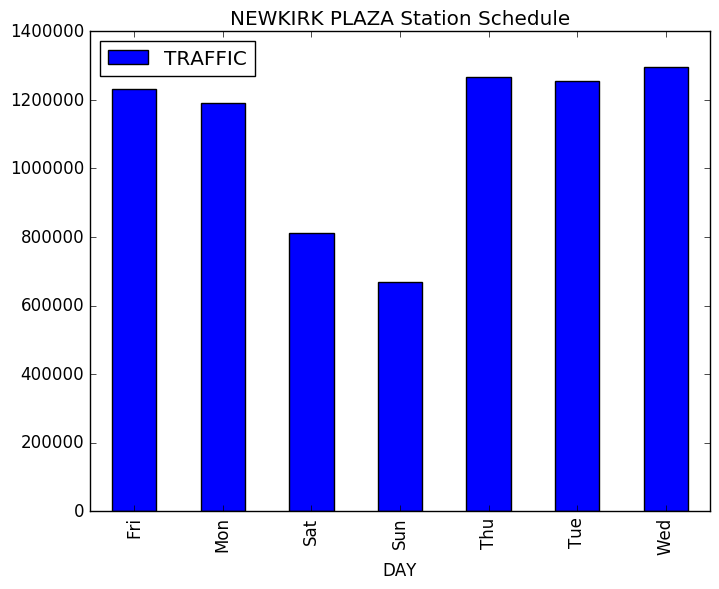 NEWKIRK PLAZA Station Schedule
TRAFFIC
1400000
1200000
1000000
800000
600000
400000
200000
0
Fri
Mon
Sat
Sun
Thu
Tue
Wed
DAY